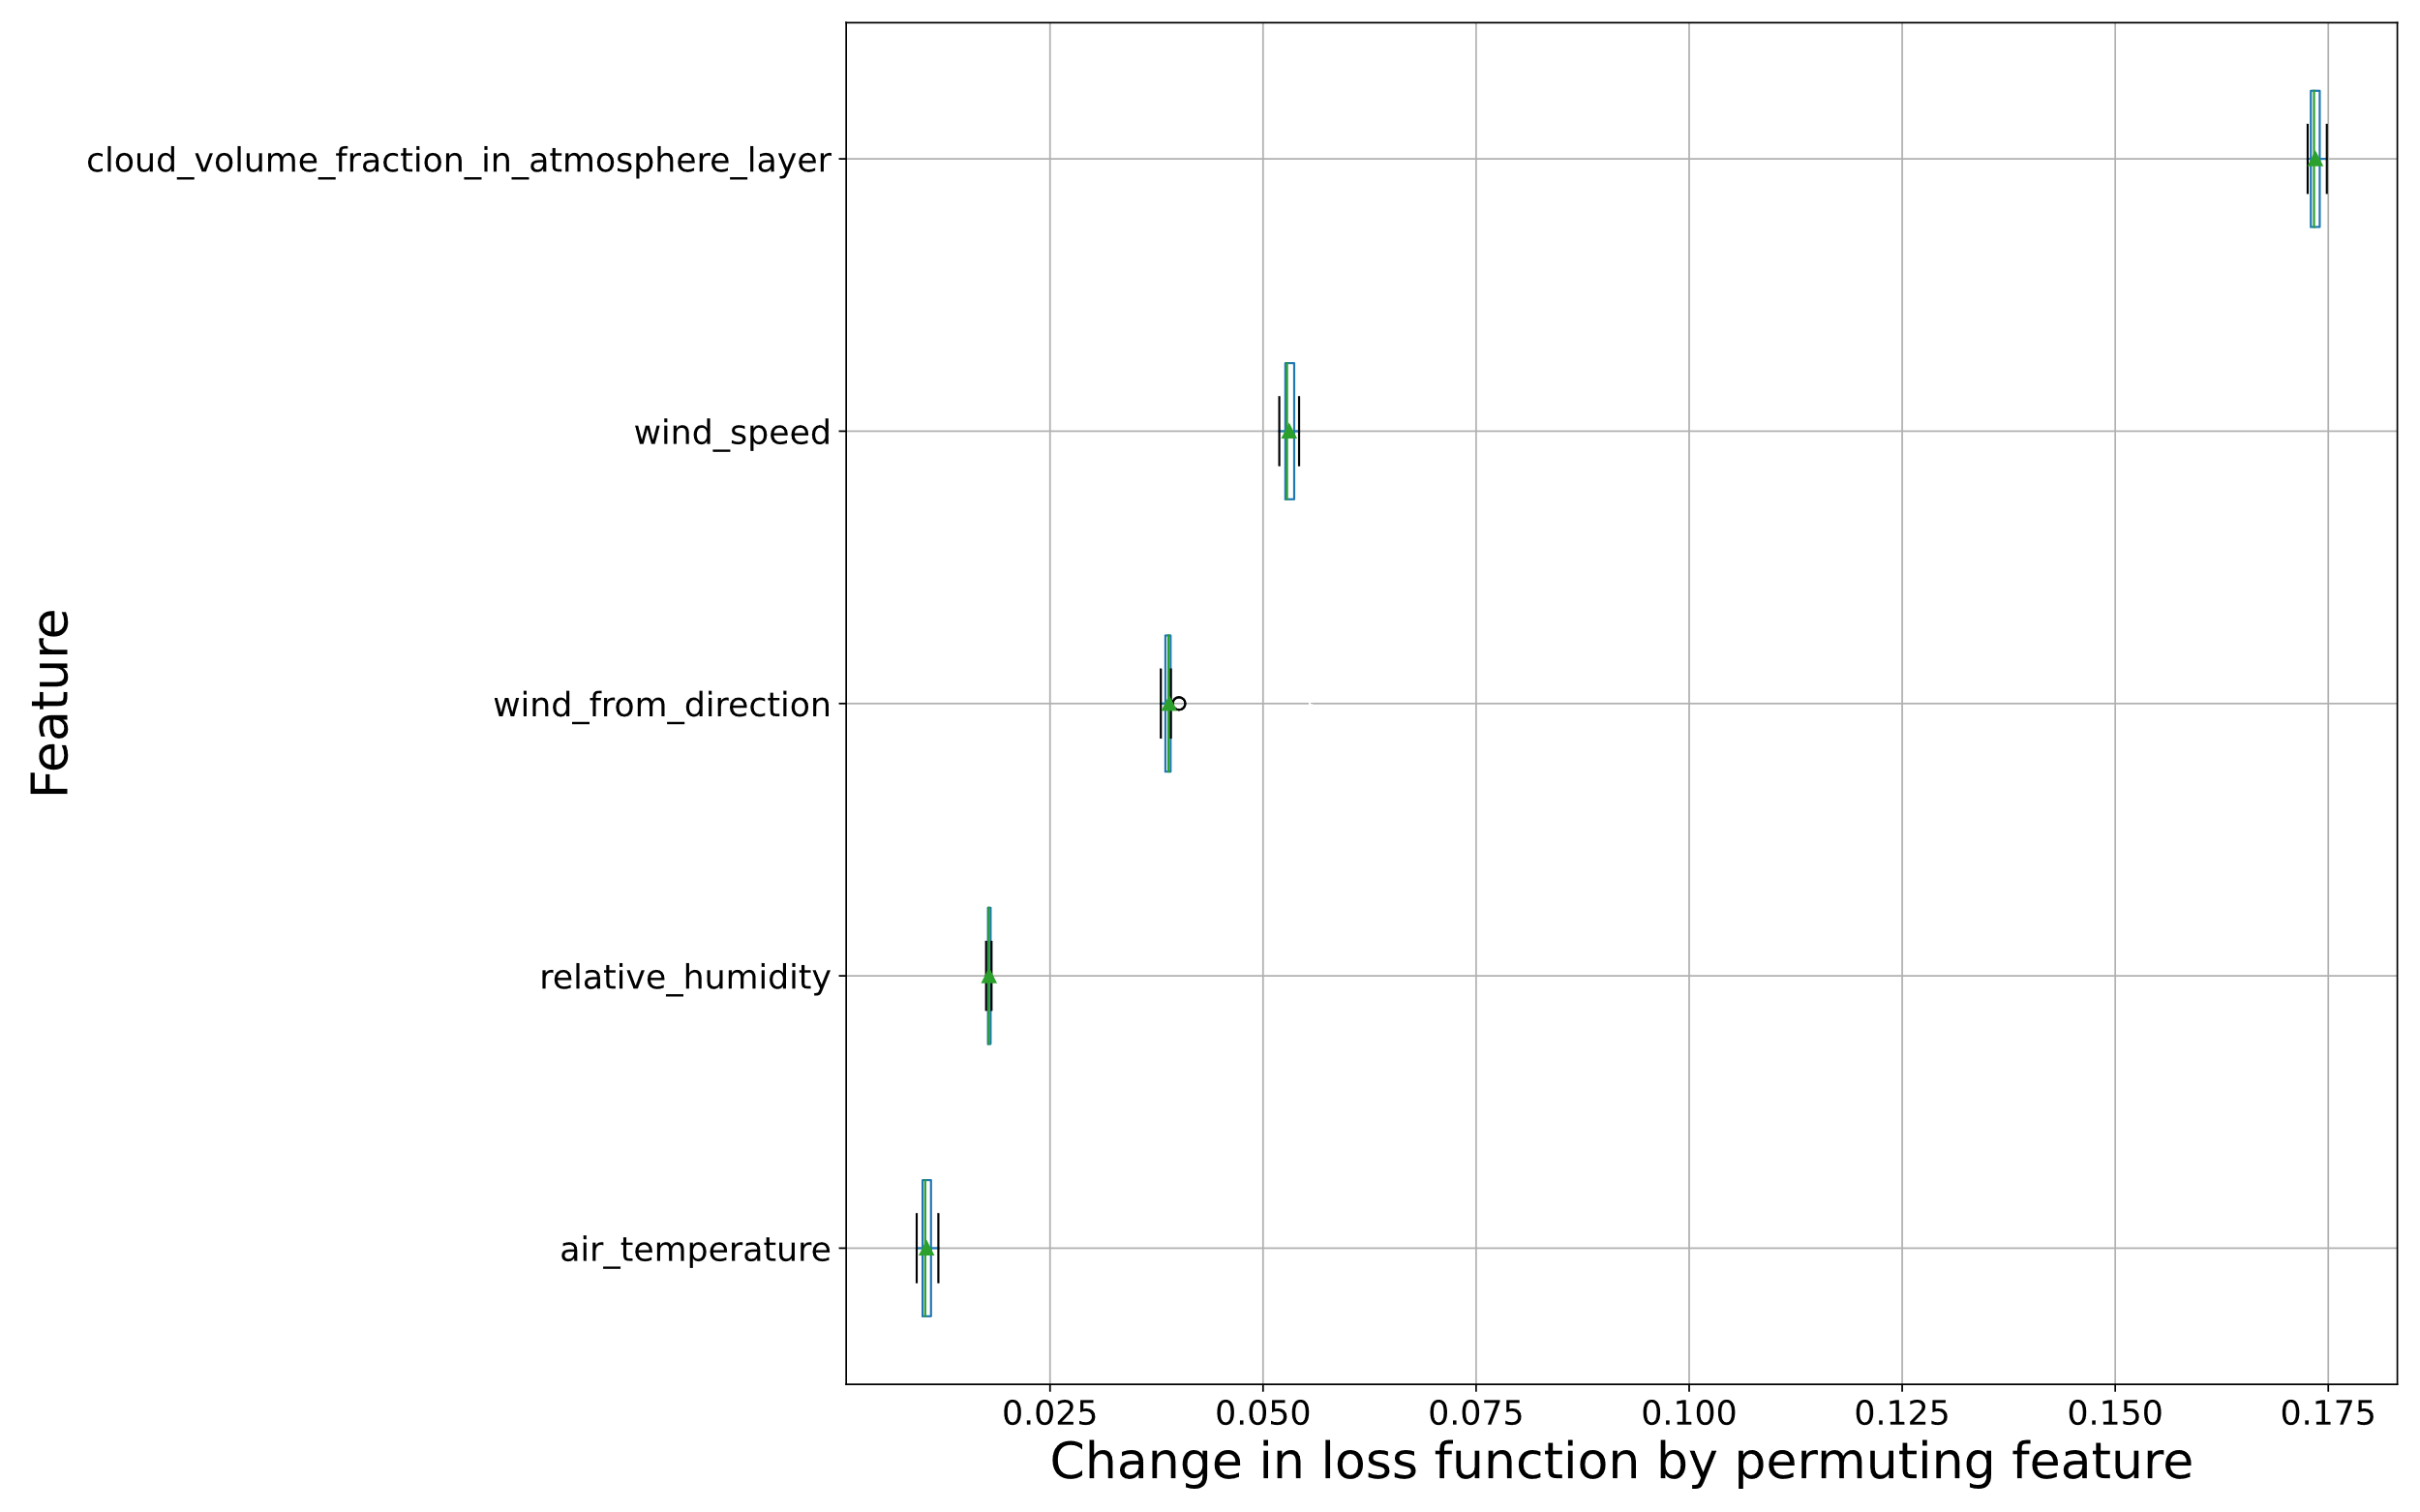 cloud_volume_fraction_in_atmosphere_layer
wind_speed
wind_from_direction
relative_humidity
air_temperature
Feature
0.025 0.050 0.075 0.100 0.125 0.150 0.175
Change in loss function by permuting feature